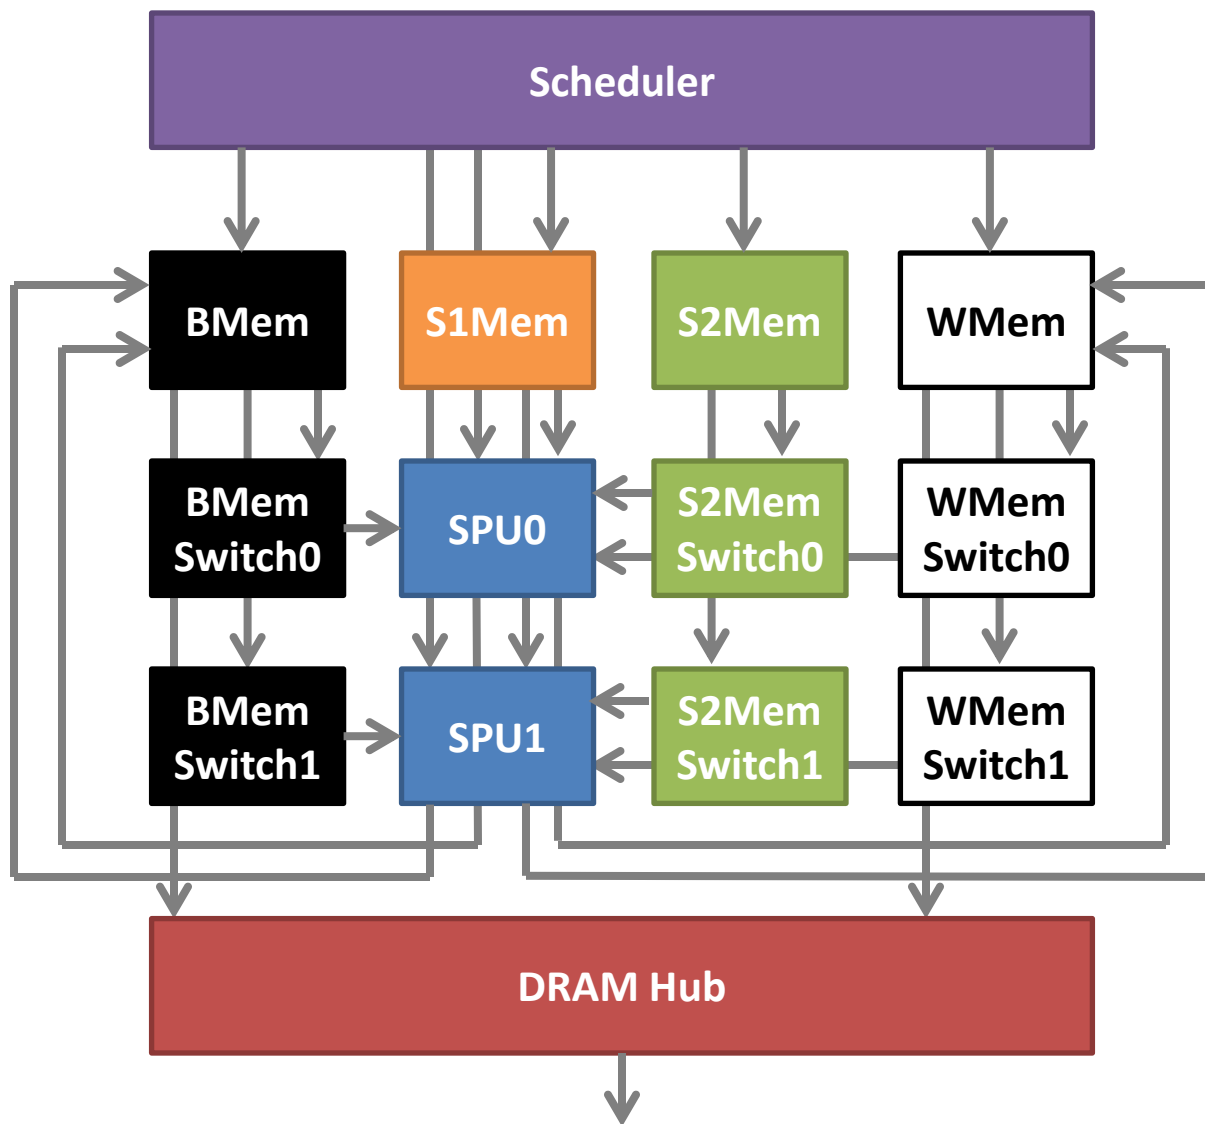 Scheduler
BMem
S1Mem
S2Mem
WMem
BMem
Switch0
SPU0
S2Mem
Switch0
WMem
Switch0
BMem
Switch1
SPU1
S2Mem
Switch1
WMem
Switch1
DRAM Hub